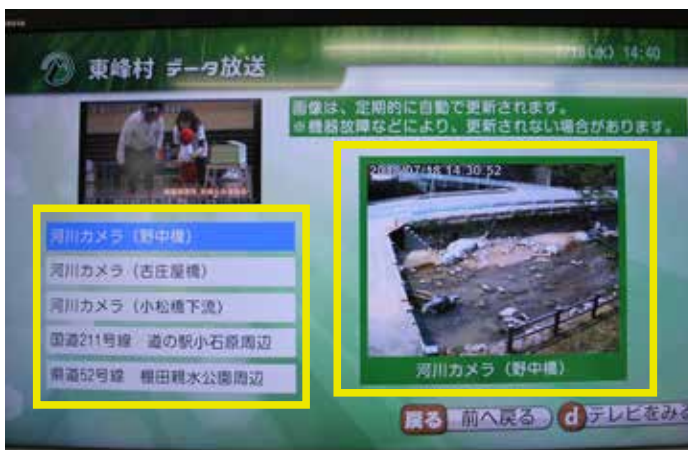 東峰村 データ放送
7/18(水) 14:40
画像は、定期的に自動で更新されます。
※機器故障などにより、更新されない場合があります。
2018/07/18 14:30:52
河川カメラ（野中橋）
河川カメラ（古庄屋橋）
河川カメラ（小松橋下流）
国道211号線 道の駅小石原周辺
県道52号線 棚田親水公園周辺
河川カメラ（野中橋）
戻る 前へ戻る d テレビをみる